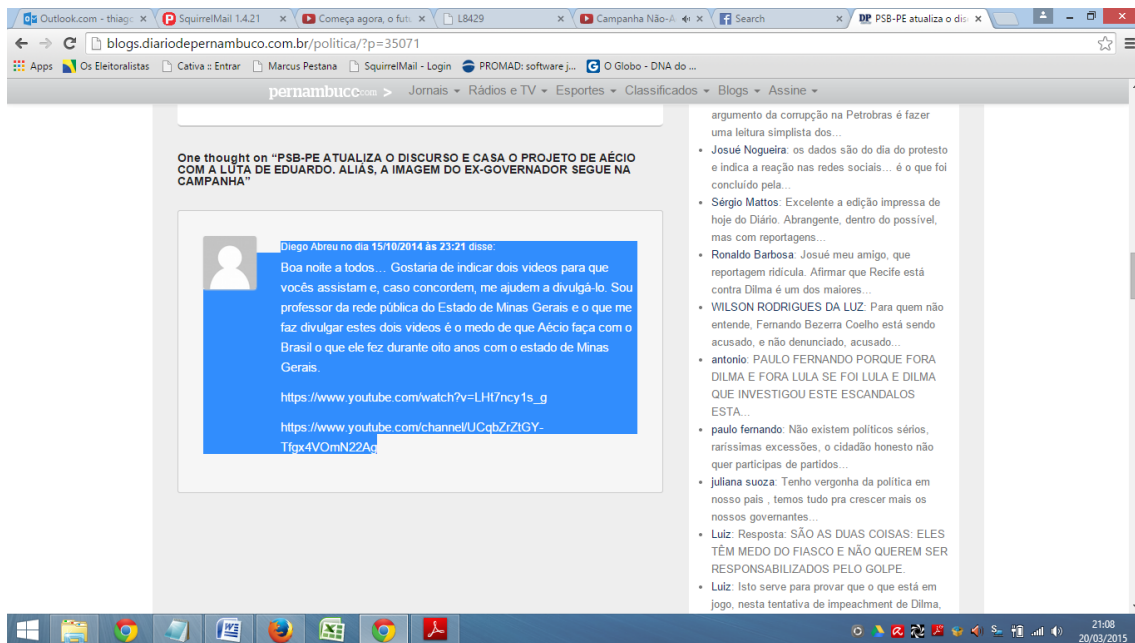 Outlook.com - thiago
SquirrelMail 1.4.21
Começa agora, o futu
L8429
Campanha Não-A
Search
DP PSB-PE atualiza o dis
blogs.diariodepernambuco.com.br/politica/?p=35071
Apps Os Eleitoralistas Cativa :: Entrar Marcus Pestana SquirrelMail - Login PROMAD: software j... O Globo - DNA do ...
pernambuco.com > Jornais Rádios e TV Esportes Classificados Blogs Assine
One thought on “PSB-PE ATUALIZA O DISCURSO E CASA O PROJETO DE AÉCIO
COM A LUTA DE EDUARDO. ALIÁS, A IMAGEM DO EX-GOVERNADOR SEGUE NA
CAMPANHA”
Diego Abreu no dia 15/10/2014 às 23:21 disse:
Boa noite a todos… Gostaria de indicar dois videos para que
vocês assistam e, caso concordem, me ajudem a divulgá-lo. Sou
professor da rede pública do Estado de Minas Gerais e o que me
faz divulgar estes dois videos é o medo de que Aécio faça com o
Brasil o que ele fez durante oito anos com o estado de Minas
Gerais.
https://www.youtube.com/watch?v=LHt7ncy1s_g
https://www.youtube.com/channel/UCqbZrZtGY-
Tfgx4VOmN22Ag
argumento da corrupção na Petrobras é fazer
uma leitura simplista dos…
Josué Nogueira: os dados são do dia do protesto
e indica a reação nas redes sociais… é o que foi
concluído pela…
Sérgio Mattos: Excelente a edição impressa de
hoje do Diário. Abrangente, dentro do possível,
mas com reportagens…
Ronaldo Barbosa: Josué meu amigo, que
reportagem ridícula. Afirmar que Recife está
contra Dilma é um dos maiores…
WILSON RODRIGUES DA LUZ: Para quem não
entende, Fernando Bezerra Coelho está sendo
acusado, e não denunciado, acusado…
antonio: PAULO FERNANDO PORQUE FORA
DILMA E FORA LULA SE FOI LULA E DILMA
QUE INVESTIGOU ESTE ESCANDALOS
ESTA…
paulo fernando: Não existem políticos sérios,
raríssimas excessões, o cidadão honesto não
quer participas de partidos…
juliana suoza: Tenho vergonha da política em
nosso pais , temos tudo pra crescer mais os
nossos governantes…
Luiz: Resposta: SÃO AS DUAS COISAS: ELES
TÊM MEDO DO FIASCO E NÃO QUEREM SER
RESPONSABILIZADOS PELO GOLPE.
Luiz: Isto serve para provar que o que está em
jogo, nesta tentativa de impeachment de Dilma,
21:08
20/03/2015